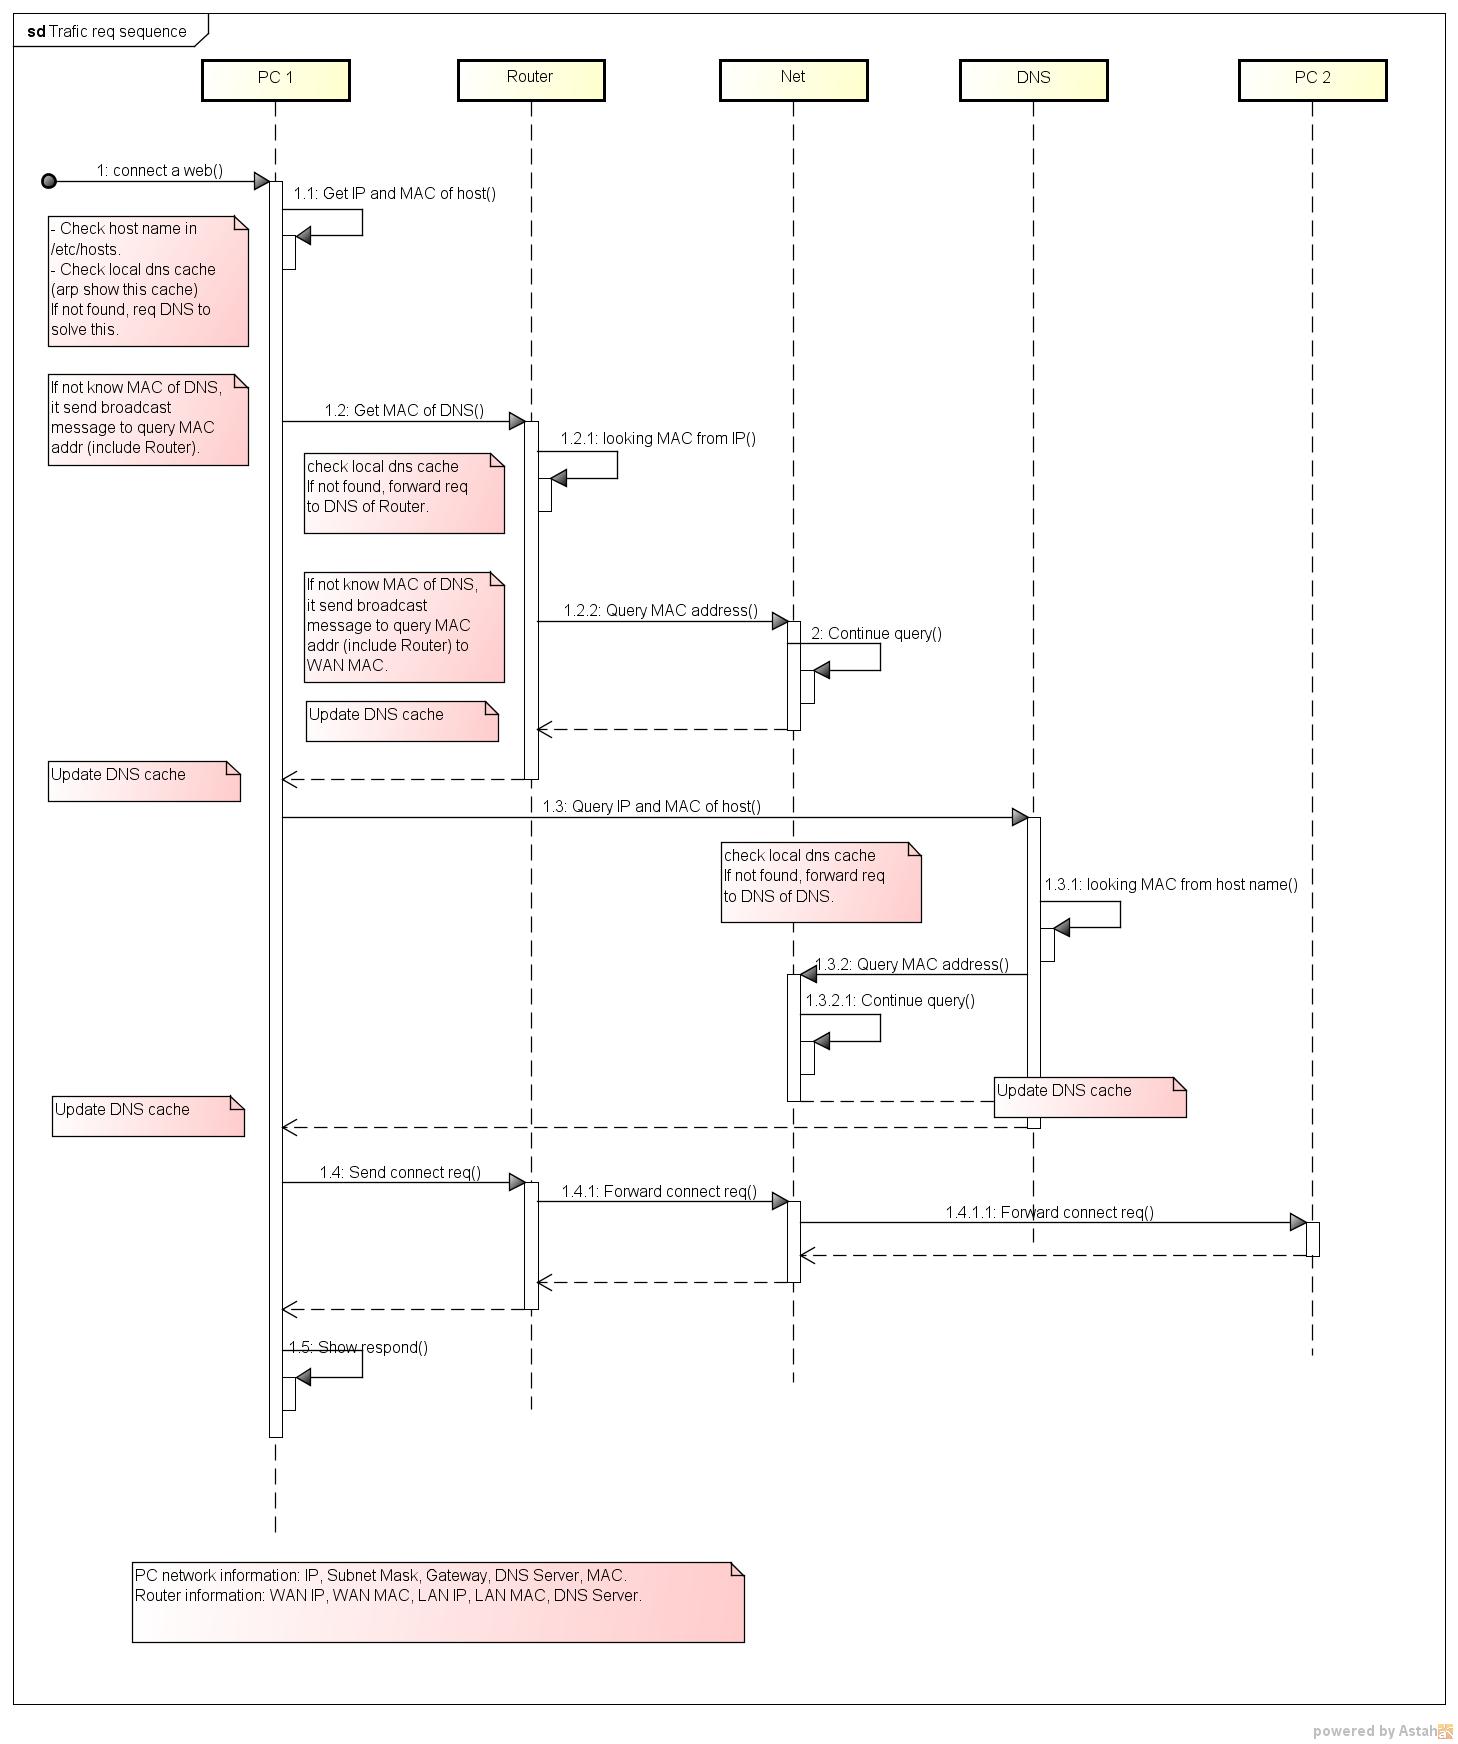 sd Trafic req sequence
PC 1
Router
Net
DNS
PC 2
1: connect a web()
1.1: Get IP and MAC of host()
- Check host name in
/etc/hosts.
- Check local dns cache
(arp show this cache)
If not found, req DNS to
solve this.
If not know MAC of DNS,
it send broadcast
message to query MAC
addr (include Router).
1.2: Get MAC of DNS()
1.2.1: looking MAC from IP()
check local dns cache
If not found, forward req
to DNS of Router.
If not know MAC of DNS,
it send broadcast
message to query MAC
addr (include Router) to
WAN MAC.
1.2.2: Query MAC address()
2: Continue query()
Update DNS cache
Update DNS cache
1.3: Query IP and MAC of host()
check local dns cache
If not found, forward req
to DNS of DNS.
1.3.1: looking MAC from host name()
1.3.2: Query MAC address()
1.3.2.1: Continue query()
Update DNS cache
Update DNS cache
1.4: Send connect req()
1.4.1: Forward connect req()
1.4.1.1: Forward connect req()
1.5: Show respond()
PC network information: IP, Subnet Mask, Gateway, DNS Server, MAC.
Router information: WAN IP, WAN MAC, LAN IP, LAN MAC, DNS Server.
powered by Astah